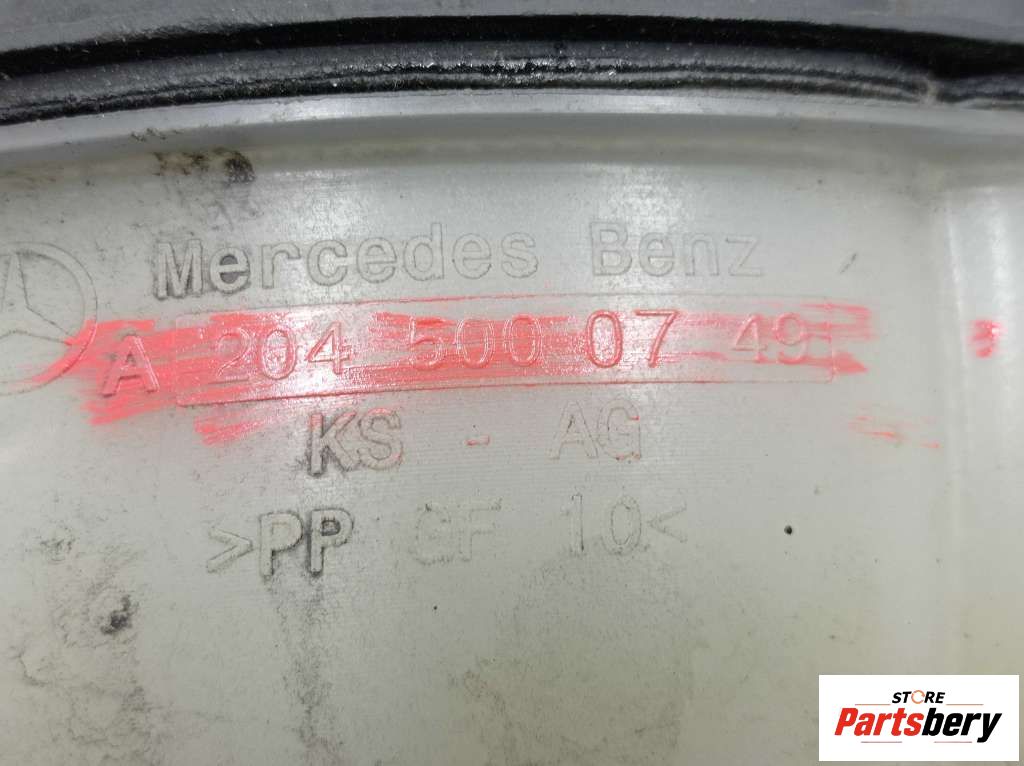 Mercedes Benz
A 204 500 07 49
KS - AG
>PP GF 10<
STORE
Partsbery